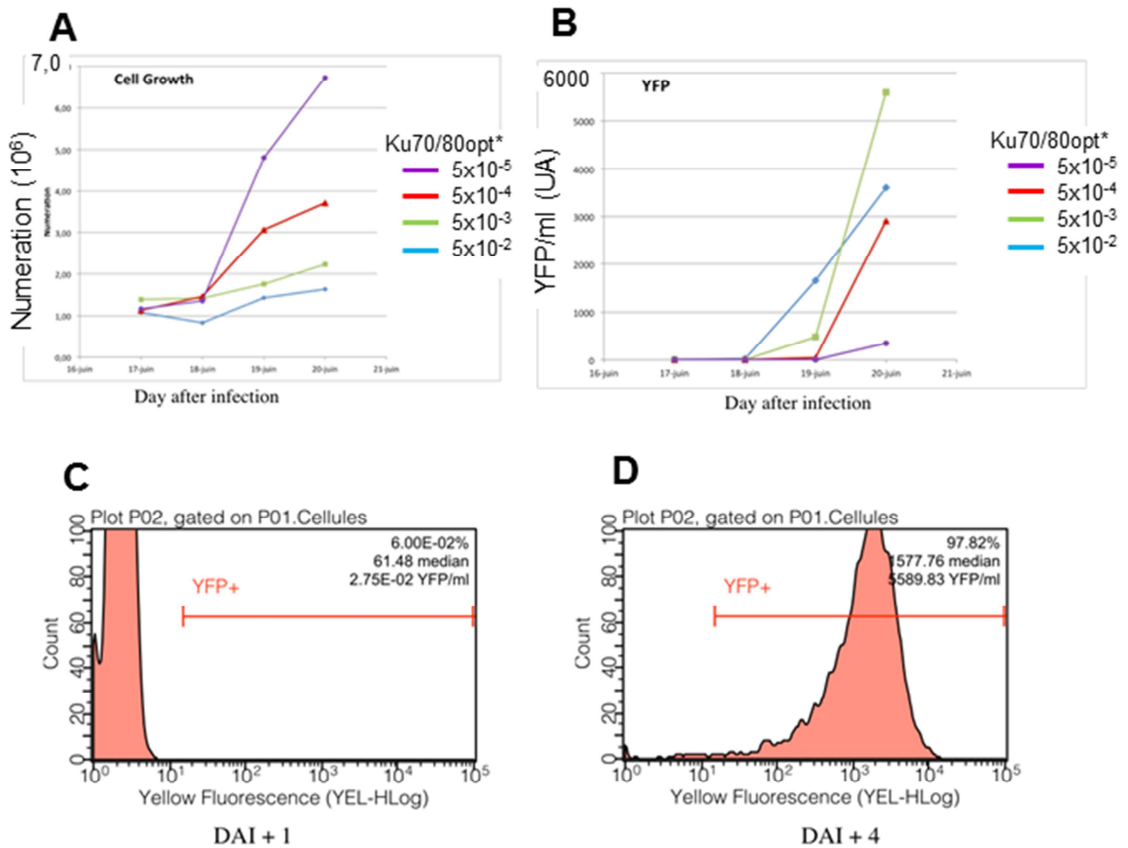 A
7,0
Cell Growth
6,00
5,00
4,00
3,00
2,00
1,00
0,00
Numeration (10⁶)
Numeration
16-juin 17-juin 18-juin 19-juin 20-juin 21-juin
Day after infection
Ku70/80opt*
5x10⁻⁵
5x10⁻⁴
5x10⁻³
5x10⁻²
B
6000
YFP
5000
4000
3000
2000
1000
0
YFP/ml (UA)
16-juin 17-juin 18-juin 19-juin 20-juin 21-juin
Day after infection
Ku70/80opt*
5x10⁻⁵
5x10⁻⁴
5x10⁻³
5x10⁻²
C
Plot P02, gated on P01.Cellules
6.00E-02%
61.48 median
2.75E-02 YFP/ml
YFP+
100
80
60
40
20
0
Count
10⁰ 10¹ 10² 10³ 10⁴ 10⁵
Yellow Fluorescence (YEL-HLog)
DAI + 1
D
Plot P02, gated on P01.Cellules
97.82%
1577.76 median
5589.83 YFP/ml
YFP+
100
80
60
40
20
0
Count
10⁰ 10¹ 10² 10³ 10⁴ 10⁵
Yellow Fluorescence (YEL-HLog)
DAI + 4